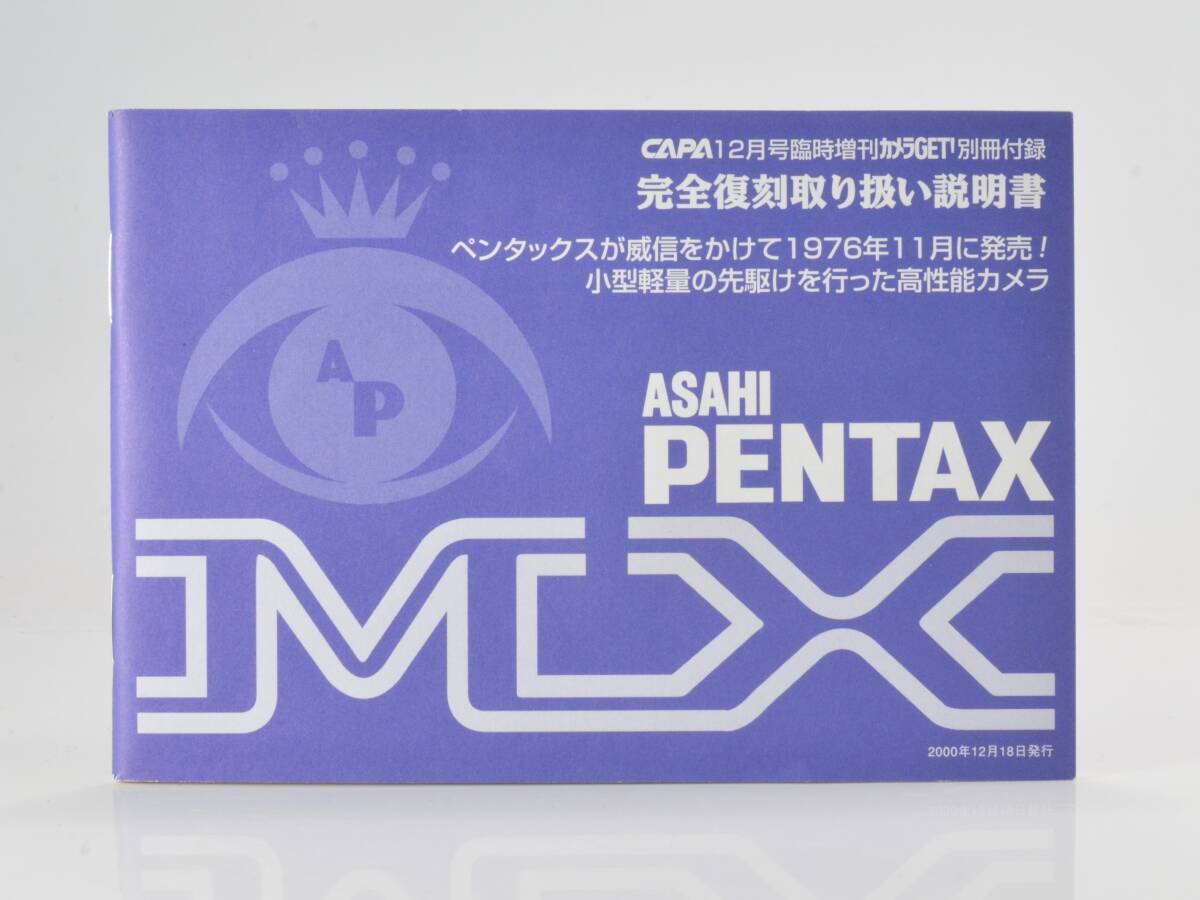 CAPA12月号臨時増刊カメラGET!別冊付録
完全復刻取り扱い説明書
ペンタックスが威信をかけて1976年11月に発売!
小型軽量の先駆けを行った高性能カメラ
AP
ASAHI
PENTAX
MX
2000年12月18日発行